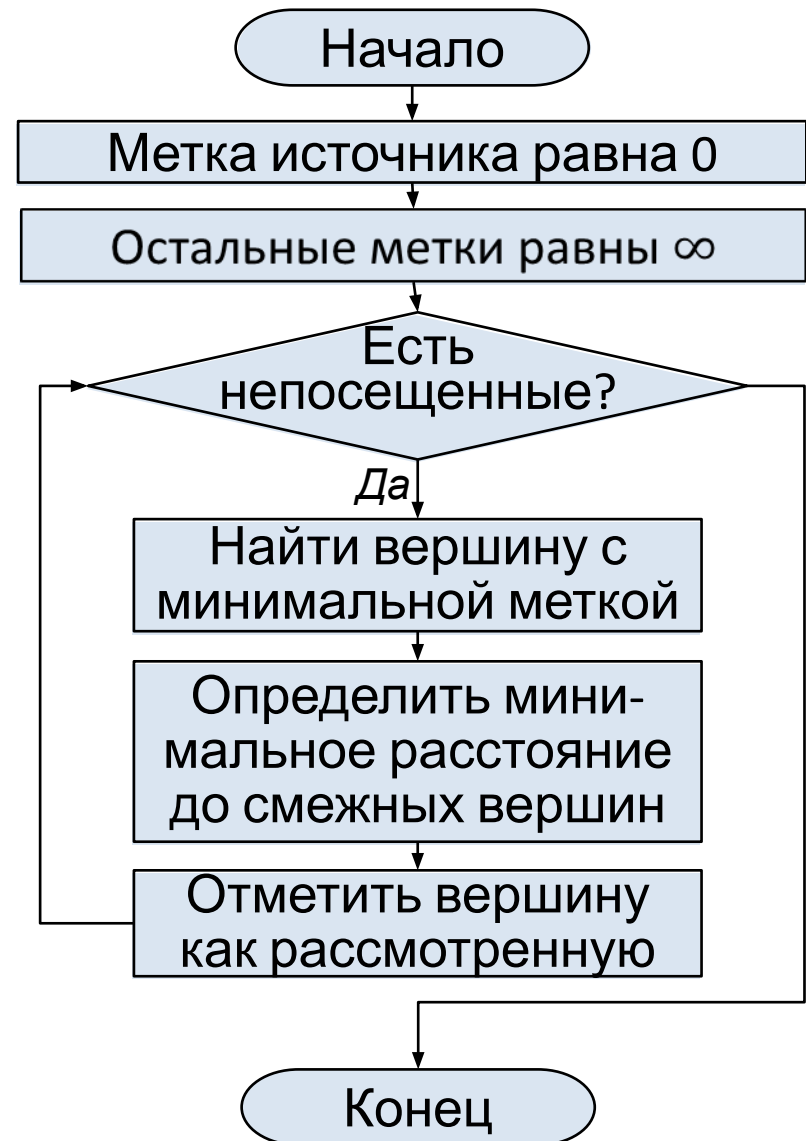 Начало
Метка источника равна 0
Остальные метки равны ∞
Есть
непосещенные?
Да
Найти вершину с
минимальной меткой
Определить мини-
мальное расстояние
до смежных вершин
Отметить вершину
как рассмотренную
Конец